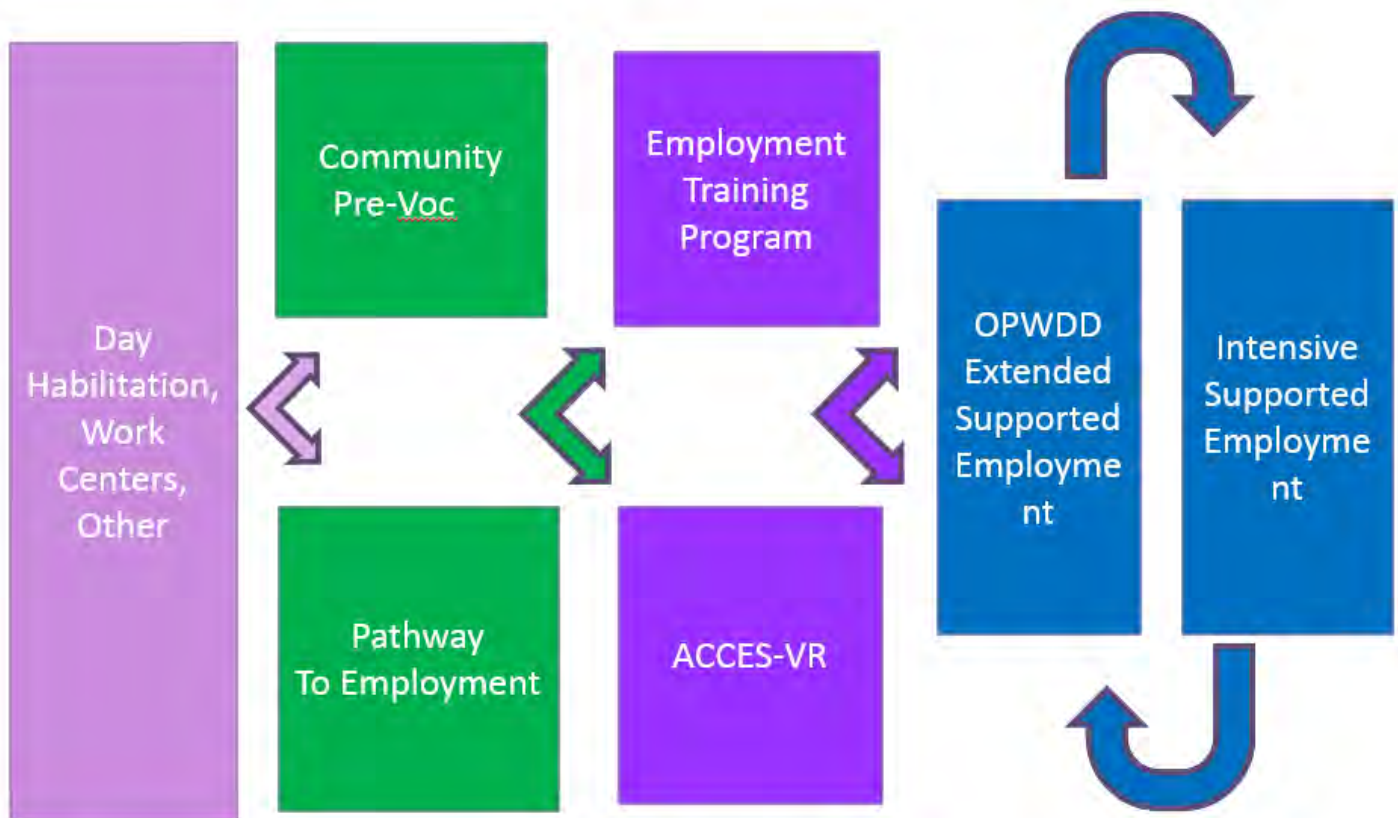 Day
Habilitation,
Work
Centers,
Other
Community
Pre-Voc
Pathway
To Employment
Employment
Training
Program
ACCES-VR
OPWDD
Extended
Supported
Employme
nt
Intensive
Supported
Employme
nt